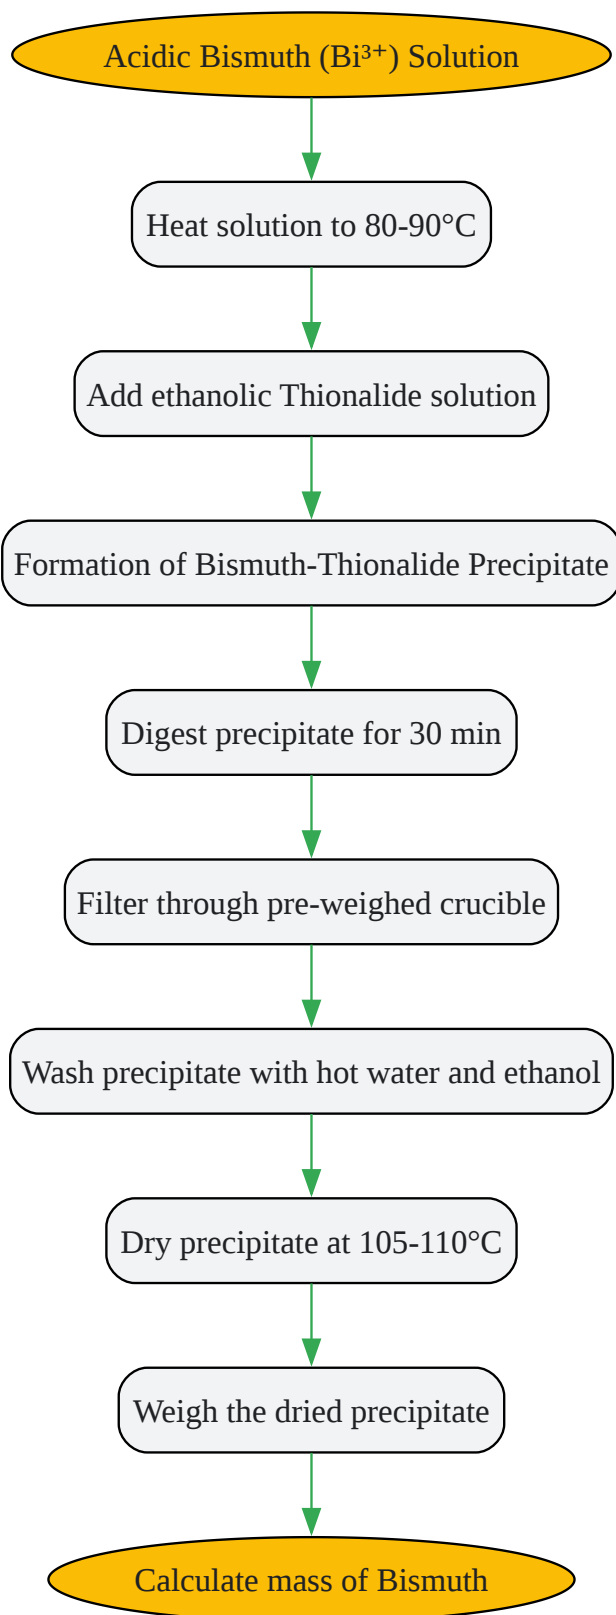 Acidic Bismuth (Bi³⁺) Solution
Heat solution to 80-90°C
Add ethanolic Thionalide solution
Formation of Bismuth-Thionalide Precipitate
Digest precipitate for 30 min
Filter through pre-weighed crucible
Wash precipitate with hot water and ethanol
Dry precipitate at 105-110°C
Weigh the dried precipitate
Calculate mass of Bismuth